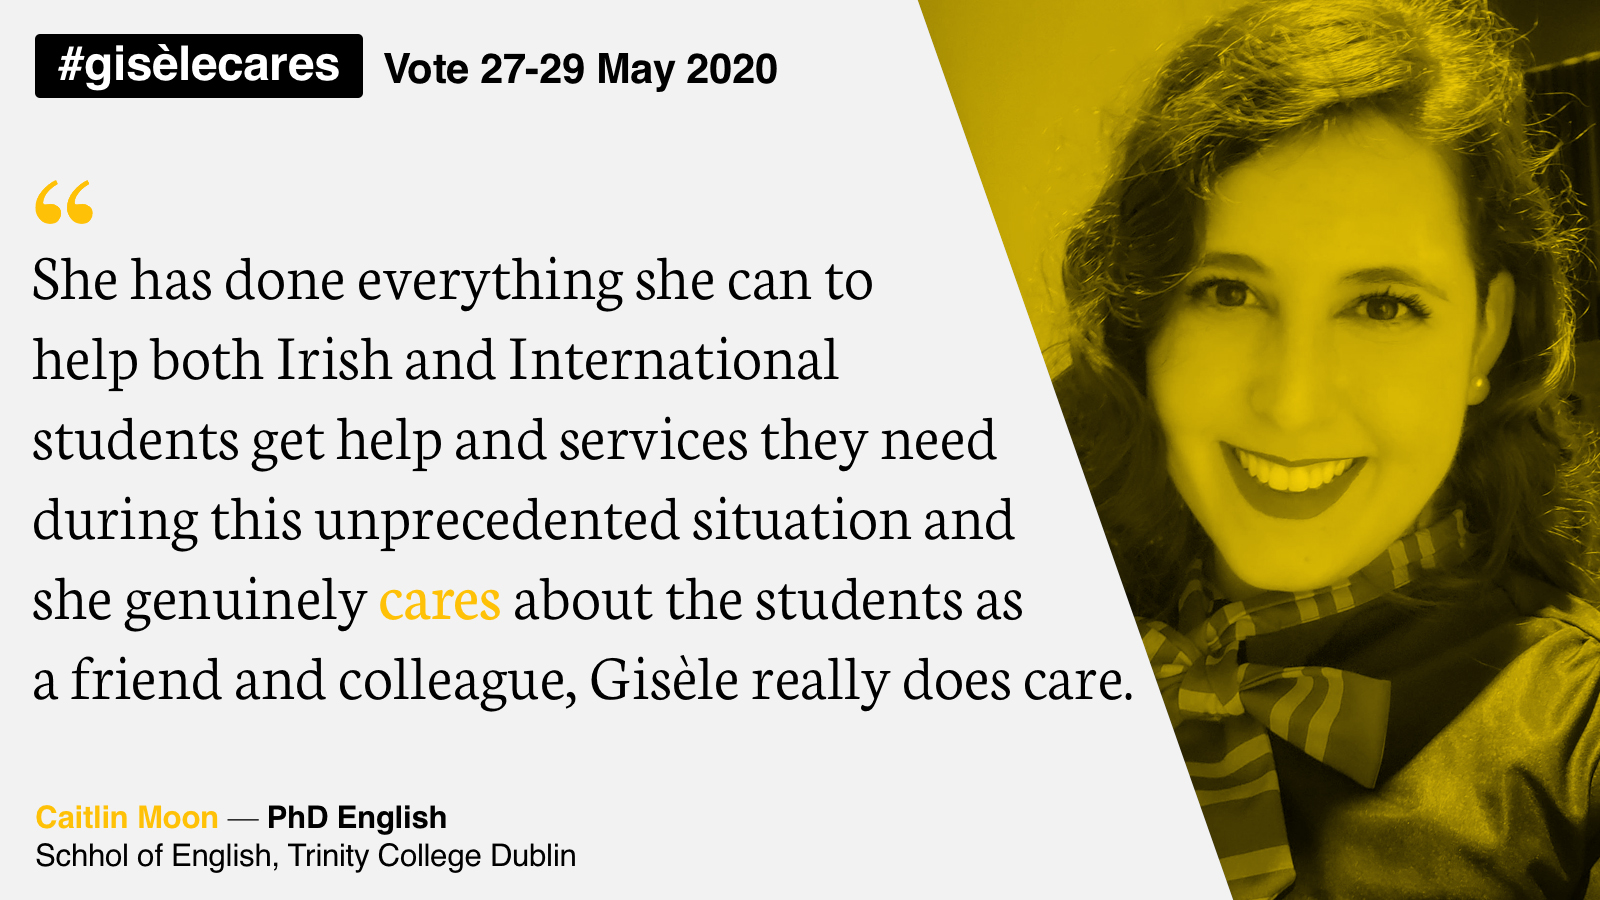 #gisèlecares Vote 27-29 May 2020
“
She has done everything she can to
help both Irish and International
students get help and services they need
during this unprecedented situation and
she genuinely cares about the students as
a friend and colleague, Gisèle really does care.
Caitlin Moon — PhD English
Schhol of English, Trinity College Dublin